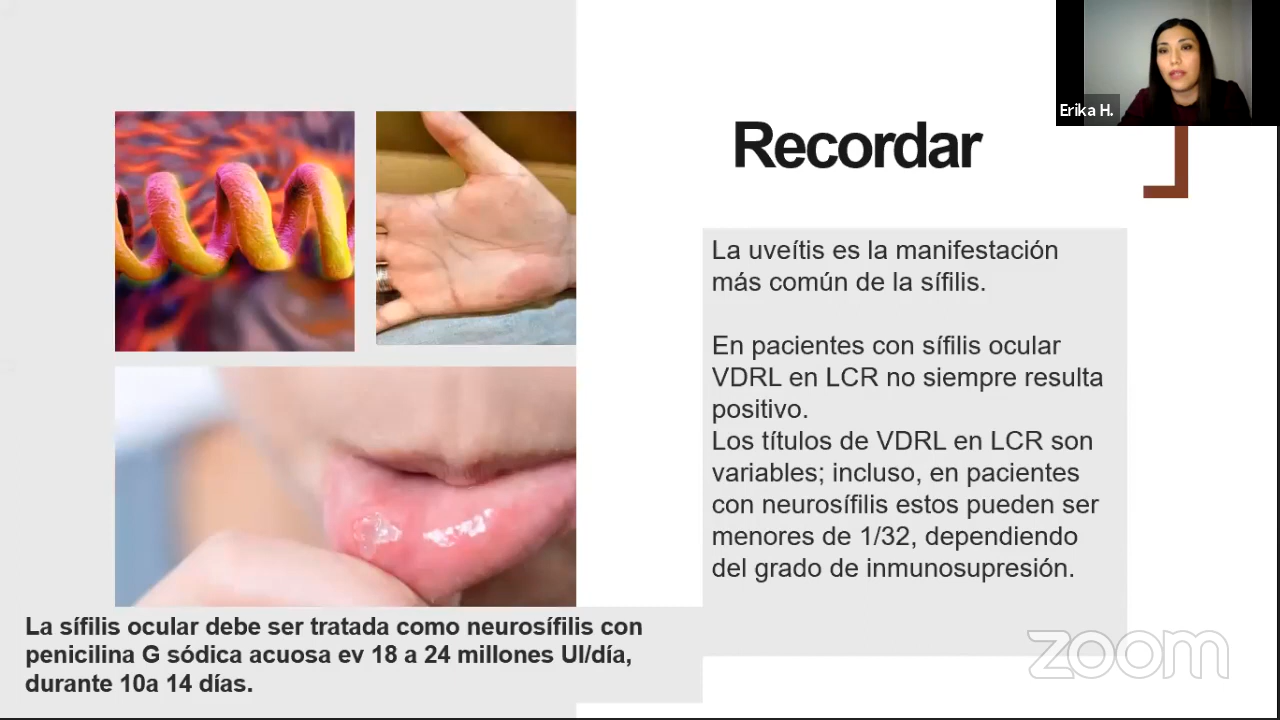 Erika H.
Recordar
La uveítis es la manifestación
más común de la sífilis.
En pacientes con sífilis ocular
VDRL en LCR no siempre resulta
positivo.
Los títulos de VDRL en LCR son
variables; incluso, en pacientes
con neurosífilis estos pueden ser
menores de 1/32, dependiendo
del grado de inmunosupresión.
La sífilis ocular debe ser tratada como neurosífilis con
penicilina G sódica acuosa ev 18 a 24 millones UI/día,
durante 10a 14 días.
zoom